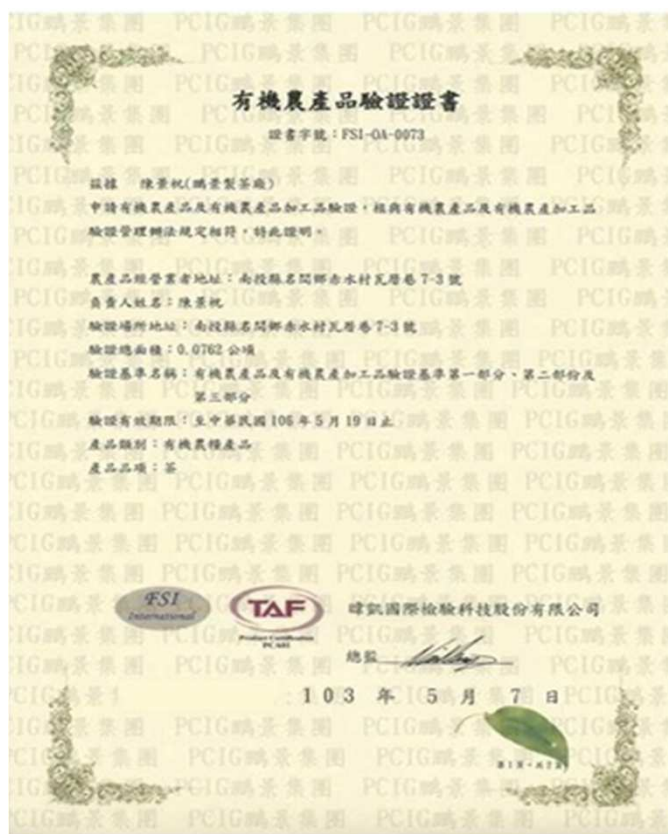 有機農產品驗證證書
證書字號：FSI-OA-0073
茲據 陳景帆(鵬景製茶廠)
申請有機農產品及有機農產品加工品驗證，經與有機農產品及有機農產加工品
驗證管理辦法規定相符，特此證明。
農產品經營業者地址：南投縣名間鄉赤水村瓦厝巷7-3號
負責人姓名：陳景帆
驗證場所地址：南投縣名間鄉赤水村瓦厝巷7-3號
驗證總面積：0.0762公頃
驗證基準名稱：有機農產品及有機農產加工品驗證基準第一部分、第二部份及
第三部分
驗證有效期限：至中華民國106年5月19日止
產品類別：有機農糧產品
產品品項：茶
FSI
International
TAF
Product Certification
暐凱國際檢驗科技股份有限公司
總監
103 年 5 月 7 日
PCIG鵬景集團